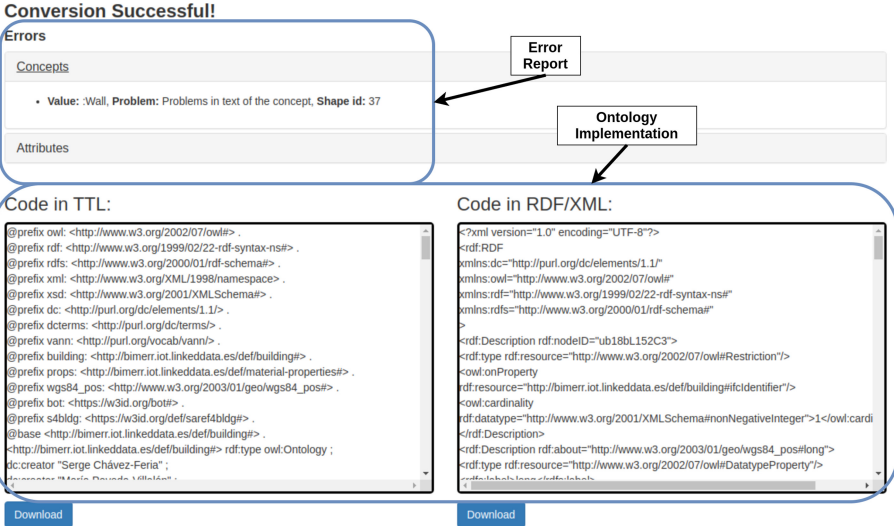 Conversion Successful!
Errors
Error
Report
Concepts
• Value: :Wall, Problem: Problems in text of the concept, Shape id: 37
Ontology
Implementation
Attributes
Code in TTL:
@prefix owl: <http://www.w3.org/2002/07/owl#> .
@prefix rdf: <http://www.w3.org/1999/02/22-rdf-syntax-ns#> .
@prefix rdfs: <http://www.w3.org/2000/01/rdf-schema#> .
@prefix xml: <http://www.w3.org/XML/1998/namespace> .
@prefix xsd: <http://www.w3.org/2001/XMLSchema#> .
@prefix dc: <http://purl.org/dc/elements/1.1/> .
@prefix dcterms: <http://purl.org/dc/terms/> .
@prefix vann: <http://purl.org/vocab/vann/> .
@prefix building: <http://bimerr.iot.linkeddata.es/def/building#> .
@prefix props: <http://bimerr.iot.linkeddata.es/def/material-properties#> .
@prefix wgs84_pos: <http://www.w3.org/2003/01/geo/wgs84_pos#> .
@prefix bot: <https://w3id.org/bot#> .
@prefix s4bldg: <https://w3id.org/def/saref4bldg#> .
@base <http://bimerr.iot.linkeddata.es/def/building#> .
<http://bimerr.iot.linkeddata.es/def/building#> rdf:type owl:Ontology ;
dc:creator "Serge Chávez-Feria" ;
dc:creator "María Poveda-Villalón" ;
Download
Code in RDF/XML:
<?xml version="1.0" encoding="UTF-8"?>
<rdf:RDF
xmlns:dc="http://purl.org/dc/elements/1.1/"
xmlns:owl="http://www.w3.org/2002/07/owl#"
xmlns:rdf="http://www.w3.org/1999/02/22-rdf-syntax-ns#"
xmlns:rdfs="http://www.w3.org/2000/01/rdf-schema#"
>
<rdf:Description rdf:nodeID="ub18bL152C3">
<rdf:type rdf:resource="http://www.w3.org/2002/07/owl#Restriction"/>
<owl:onProperty
rdf:resource="http://bimerr.iot.linkeddata.es/def/building#ifcIdentifier"/>
<owl:cardinality
rdf:datatype="http://www.w3.org/2001/XMLSchema#nonNegativeInteger">1</owl:cardi
</rdf:Description>
<rdf:Description rdf:about="http://www.w3.org/2003/01/geo/wgs84_pos#long">
<rdf:type rdf:resource="http://www.w3.org/2002/07/owl#DatatypeProperty"/>
<rdfs:label>long</rdfs:label>
Download